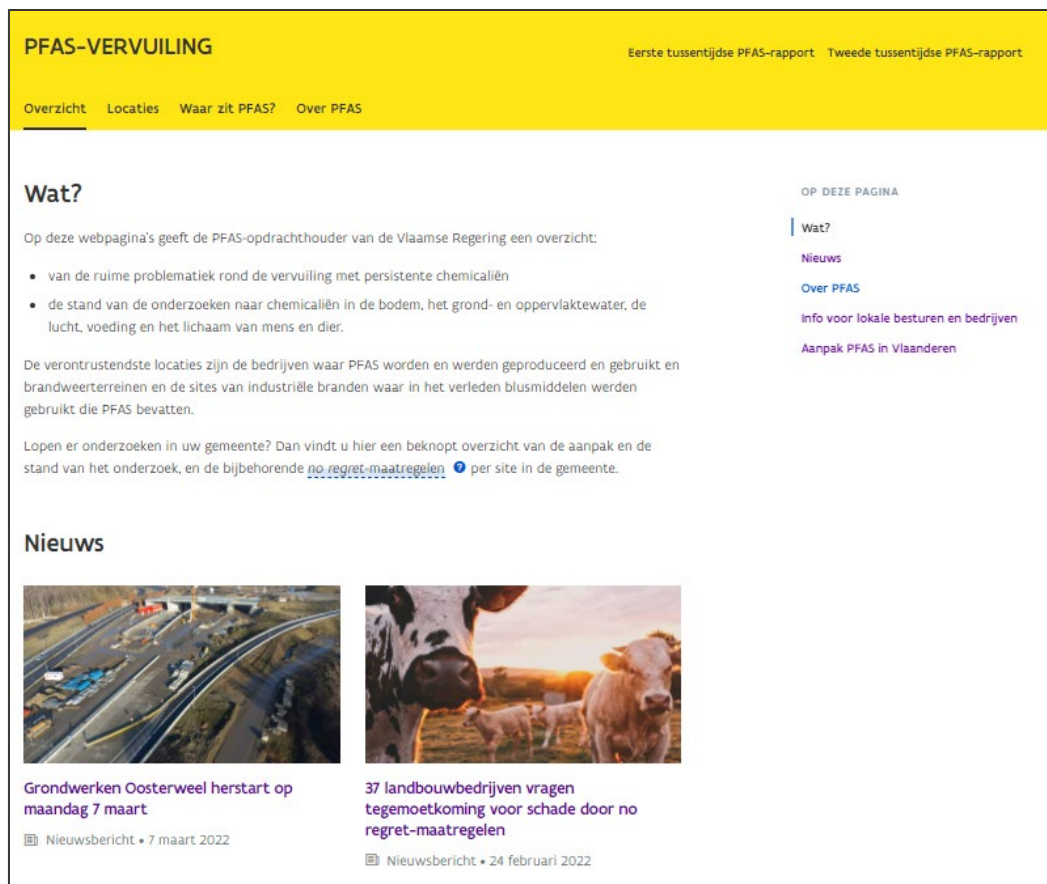 PFAS-VERVUILING
Eerste tussentijdse PFAS-rapport Tweede tussentijdse PFAS-rapport
Overzicht Locaties Waar zit PFAS? Over PFAS
Wat?
Op deze webpagina's geeft de PFAS-opdrachthouder van de Vlaamse Regering een overzicht:
• van de ruime problematiek rond de vervuiling met persistente chemicaliën
• de stand van de onderzoeken naar chemicaliën in de bodem, het grond- en oppervlaktewater, de
lucht, voeding en het lichaam van mens en dier.
De verontrustendste locaties zijn de bedrijven waar PFAS worden en werden geproduceerd en gebruikt en
brandweerterreinen en de sites van industriële branden waar in het verleden blusmiddelen werden
gebruikt die PFAS bevatten.
Lopen er onderzoeken in uw gemeente? Dan vindt u hier een beknopt overzicht van de aanpak en de
stand van het onderzoek, en de bijbehorende no regret-maatregelen ? per site in de gemeente.
OP DEZE PAGINA
Wat?
Nieuws
Over PFAS
Info voor lokale besturen en bedrijven
Aanpak PFAS in Vlaanderen
Nieuws
Grondwerken Oosterweel herstart op
maandag 7 maart
Nieuwsbericht • 7 maart 2022
37 landbouwbedrijven vragen
tegemoetkoming voor schade door no
regret-maatregelen
Nieuwsbericht • 24 februari 2022